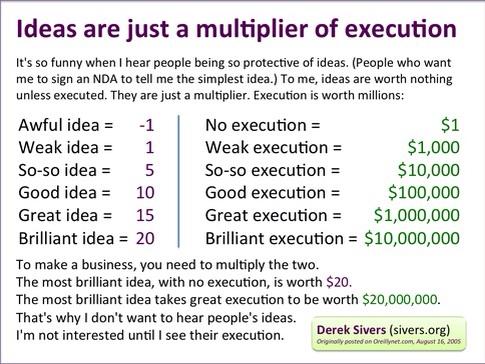 Ideas are just a multiplier of execution
It's so funny when I hear people being so protective of ideas. (People who want
me to sign an NDA to tell me the simplest idea.) To me, ideas are worth nothing
unless executed. They are just a multiplier. Execution is worth millions:
Awful idea = -1
Weak idea = 1
So-so idea = 5
Good idea = 10
Great idea = 15
Brilliant idea = 20
No execution = $1
Weak execution = $1,000
So-so execution = $10,000
Good execution = $100,000
Great execution = $1,000,000
Brilliant execution = $10,000,000
To make a business, you need to multiply the two.
The most brilliant idea, with no execution, is worth $20.
The most brilliant idea takes great execution to be worth $20,000,000.
That's why I don't want to hear people's ideas.
I'm not interested until I see their execution.
Derek Sivers (sivers.org)
Originally posted on Oreillynet.com, August 16, 2005